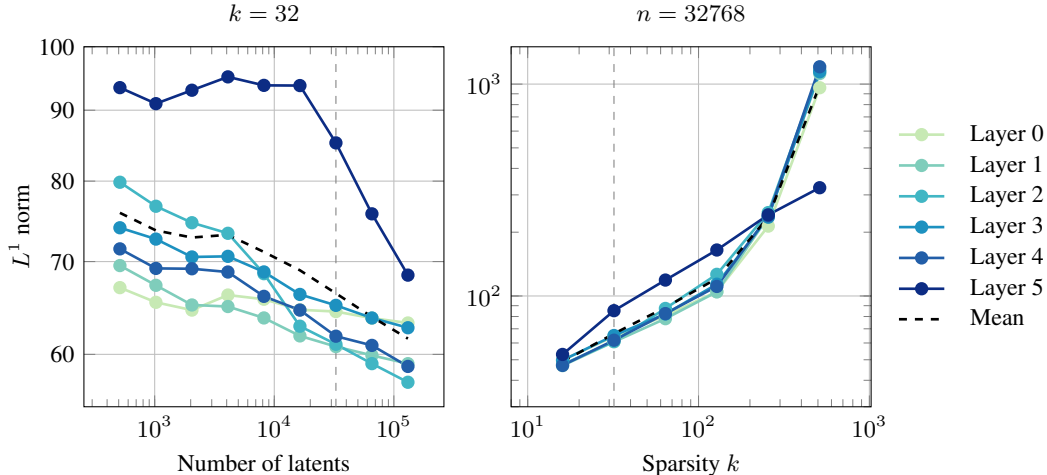 k = 32
n = 32768
L¹ norm
100
90
80
70
60
10³
10⁴
10⁵
Number of latents
10³
10²
10¹
10²
10³
Sparsity k
Layer 0
Layer 1
Layer 2
Layer 3
Layer 4
Layer 5
Mean